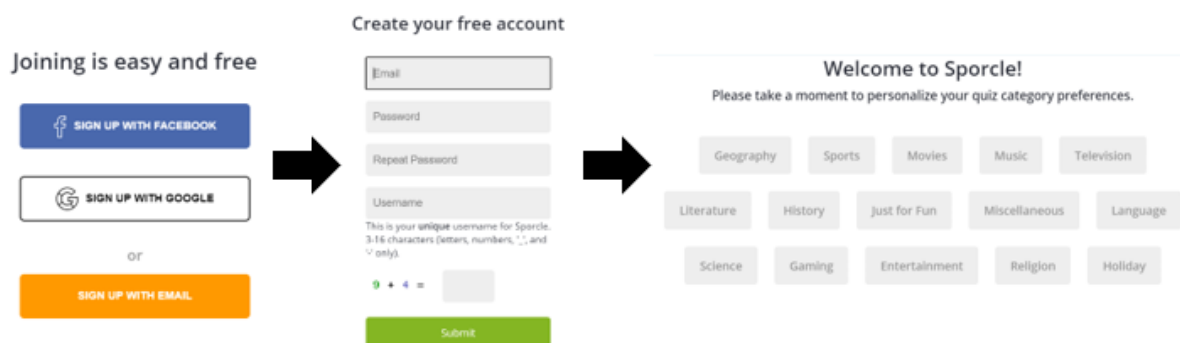 Joining is easy and free
SIGN UP WITH FACEBOOK
SIGN UP WITH GOOGLE
or
SIGN UP WITH EMAIL
Create your free account
Email
Password
Repeat Password
Username
This is your unique username for Sporcle.
3-16 characters (letters, numbers, '_', and
'-' only).
9 + 4 =
Submit
Welcome to Sporcle!
Please take a moment to personalize your quiz category preferences.
Geography Sports Movies Music Television
Literature History Just for Fun Miscellaneous Language
Science Gaming Entertainment Religion Holiday